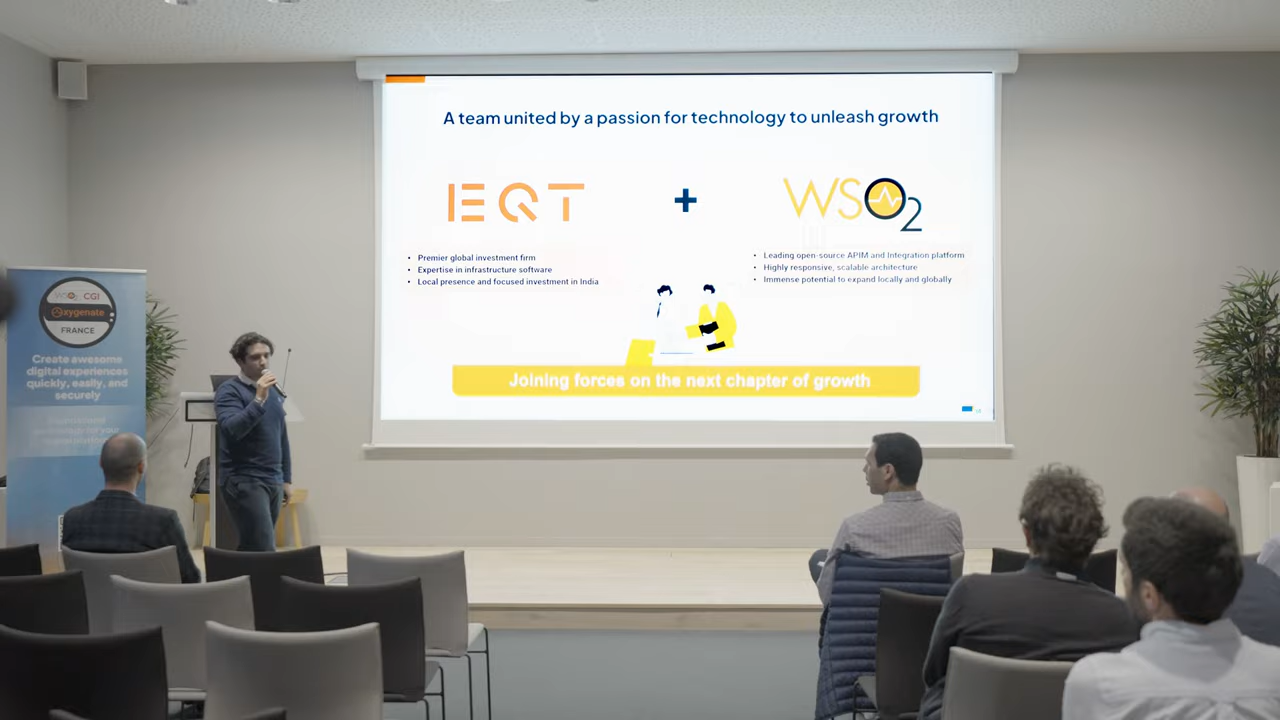 A team united by a passion for technology to unleash growth
EQT
+
WSO2
• Premier global investment firm
• Expertise in infrastructure software
• Local presence and focused investment in India
• Leading open-source APIM and Integration platform
• Highly responsive, scalable architecture
• Immense potential to expand locally and globally
Joining forces on the next chapter of growth
WSO2 CGI
Oxygenate
FRANCE
Create awesome
digital experiences
quickly, easily, and
securely